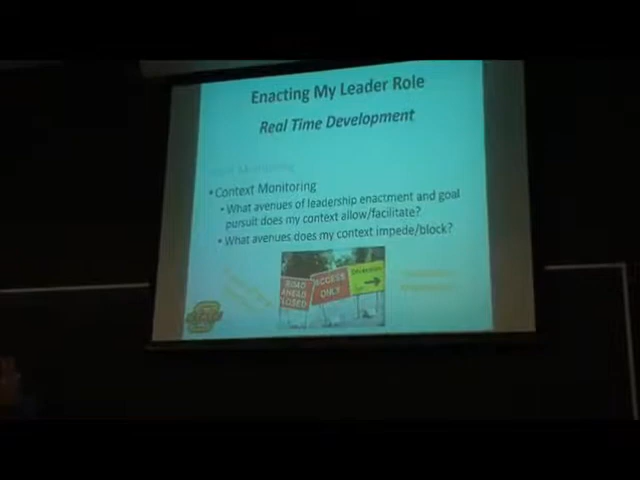 Enacting My Leader Role
Real Time Development
• Context Monitoring
• What avenues of leadership enactment and goal
pursuit does my context allow/facilitate?
• What avenues does my context impede/block?
ROAD
AHEAD
CLOSED
ACCESS
ONLY
Diversion